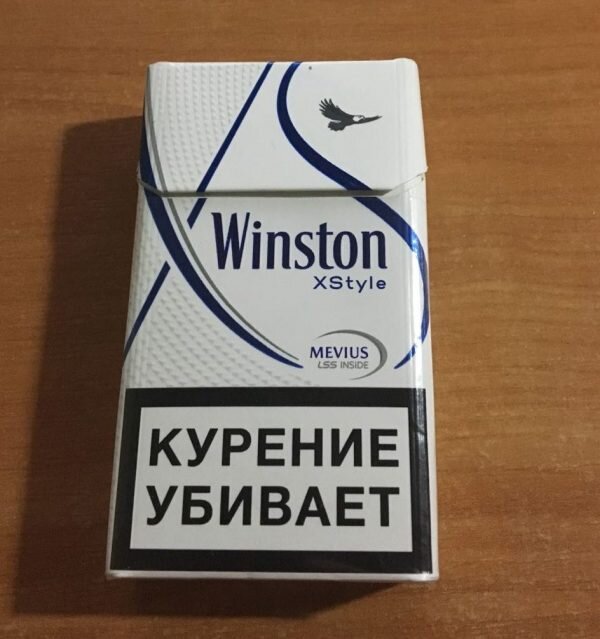 Winston
XStyle
MEVIUS
LSS INSIDE
КУРЕНИЕ
УБИВАЕТ